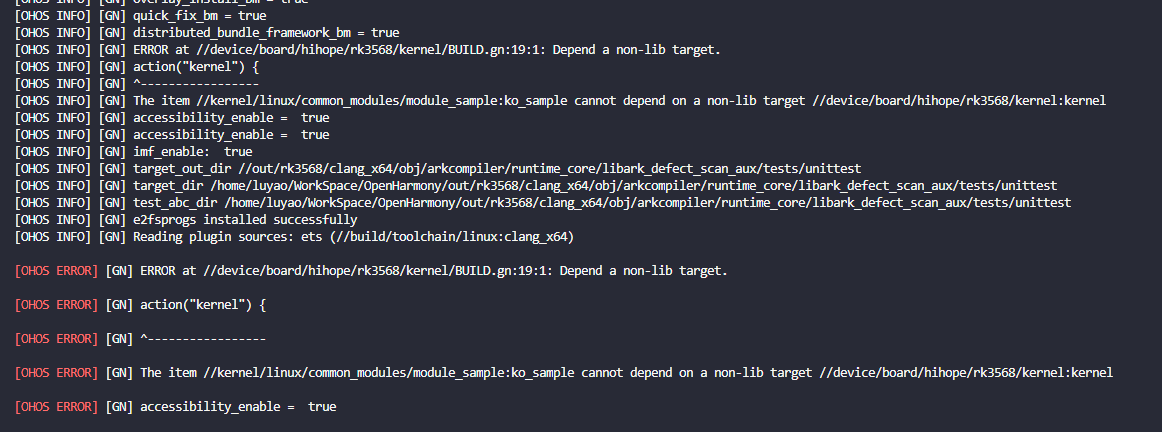 [OHOS INFO] [GN] overlay_install_bm = true
[OHOS INFO] [GN] quick_fix_bm = true
[OHOS INFO] [GN] distributed_bundle_framework_bm = true
[OHOS INFO] [GN] ERROR at //device/board/hihope/rk3568/kernel/BUILD.gn:19:1: Depend a non-lib target.
[OHOS INFO] [GN] action("kernel") {
[OHOS INFO] [GN] ^-----------------
[OHOS INFO] [GN] The item //kernel/linux/common_modules/module_sample:ko_sample cannot depend on a non-lib target //device/board/hihope/rk3568/kernel:kernel
[OHOS INFO] [GN] accessibility_enable =  true
[OHOS INFO] [GN] accessibility_enable =  true
[OHOS INFO] [GN] imf_enable:  true
[OHOS INFO] [GN] target_out_dir //out/rk3568/clang_x64/obj/arkcompiler/runtime_core/libark_defect_scan_aux/tests/unittest
[OHOS INFO] [GN] target_dir /home/luyao/WorkSpace/OpenHarmony/out/rk3568/clang_x64/obj/arkcompiler/runtime_core/libark_defect_scan_aux/tests/unittest
[OHOS INFO] [GN] test_abc_dir /home/luyao/WorkSpace/OpenHarmony/out/rk3568/clang_x64/obj/arkcompiler/runtime_core/libark_defect_scan_aux/tests/unittest
[OHOS INFO] [GN] e2fsprogs installed successfully
[OHOS INFO] [GN] Reading plugin sources: ets (//build/toolchain/linux:clang_x64)
[OHOS ERROR] [GN] ERROR at //device/board/hihope/rk3568/kernel/BUILD.gn:19:1: Depend a non-lib target.
[OHOS ERROR] [GN] action("kernel") {
[OHOS ERROR] [GN] ^-----------------
[OHOS ERROR] [GN] The item //kernel/linux/common_modules/module_sample:ko_sample cannot depend on a non-lib target //device/board/hihope/rk3568/kernel:kernel
[OHOS ERROR] [GN] accessibility_enable =  true